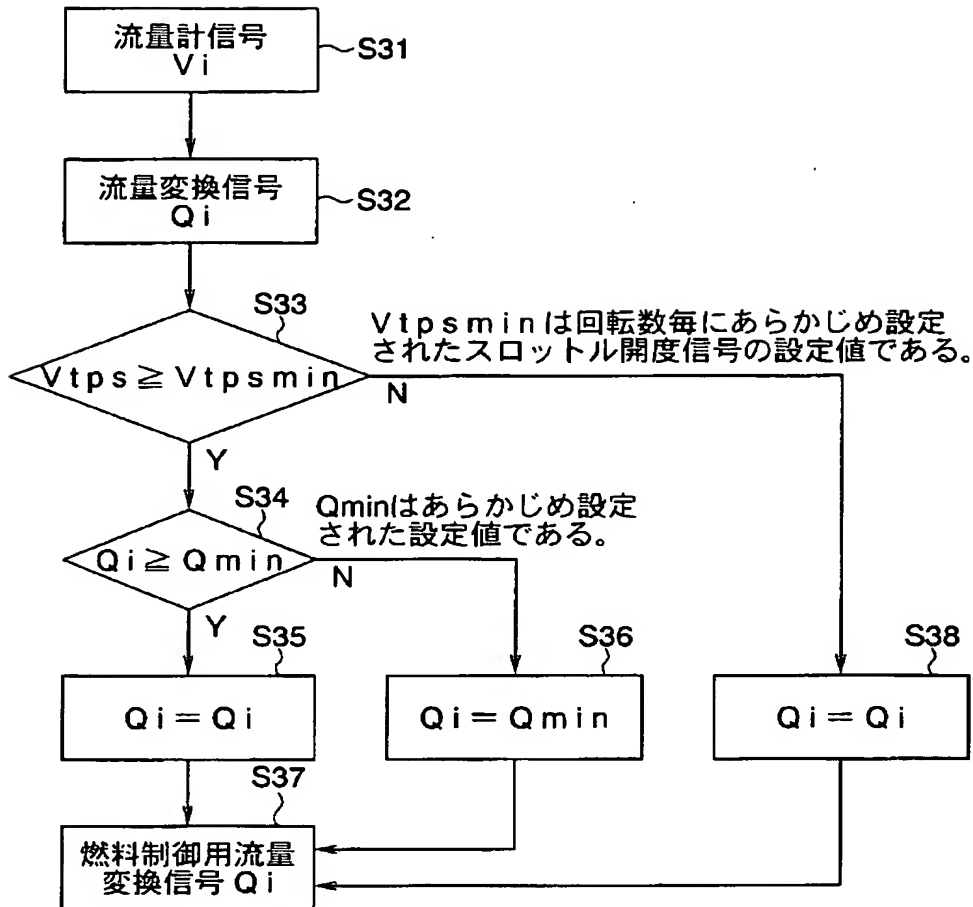 流量計信号
Vi
S31
流量変換信号
Qi
S32
S33
Vtpsminは回転数毎にあらかじめ設定
されたスロットル開度信号の設定値である。
Vtps≧Vtpsmin
N
Y
S34
Qminはあらかじめ設定
された設定値である。
Qi≧Qmin
N
Y
S35
S36
S38
Qi=Qi
Qi=Qmin
Qi=Qi
S37
燃料制御用流量
変換信号Qi